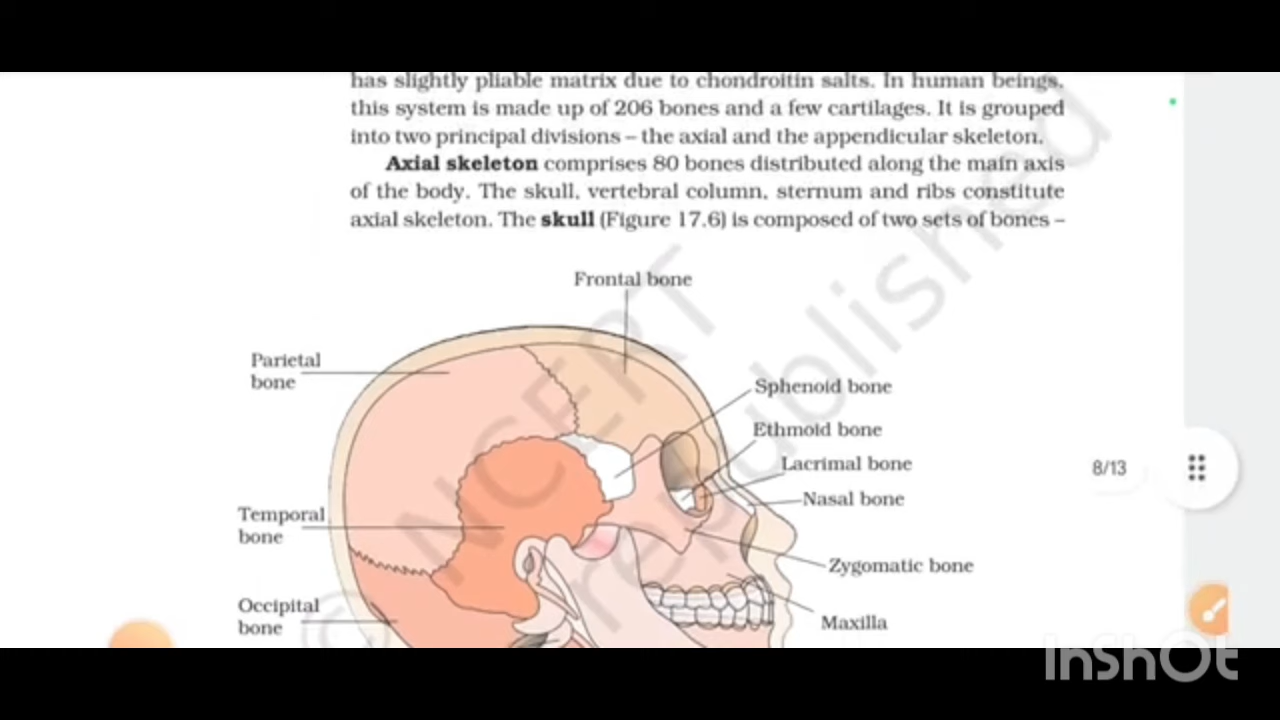 has slightly pliable matrix due to chondroitin salts. In human beings,
this system is made up of 206 bones and a few cartilages. It is grouped
into two principal divisions – the axial and the appendicular skeleton.
Axial skeleton comprises 80 bones distributed along the main axis
of the body. The skull, vertebral column, sternum and ribs constitute
axial skeleton. The skull (Figure 17.6) is composed of two sets of bones –
Frontal bone
Parietal
bone
Sphenoid bone
Ethmoid bone
Lacrimal bone
Nasal bone
8/13
Temporal
bone
Zygomatic bone
Occipital
bone
Maxilla
© NCERT
republished
InShOt